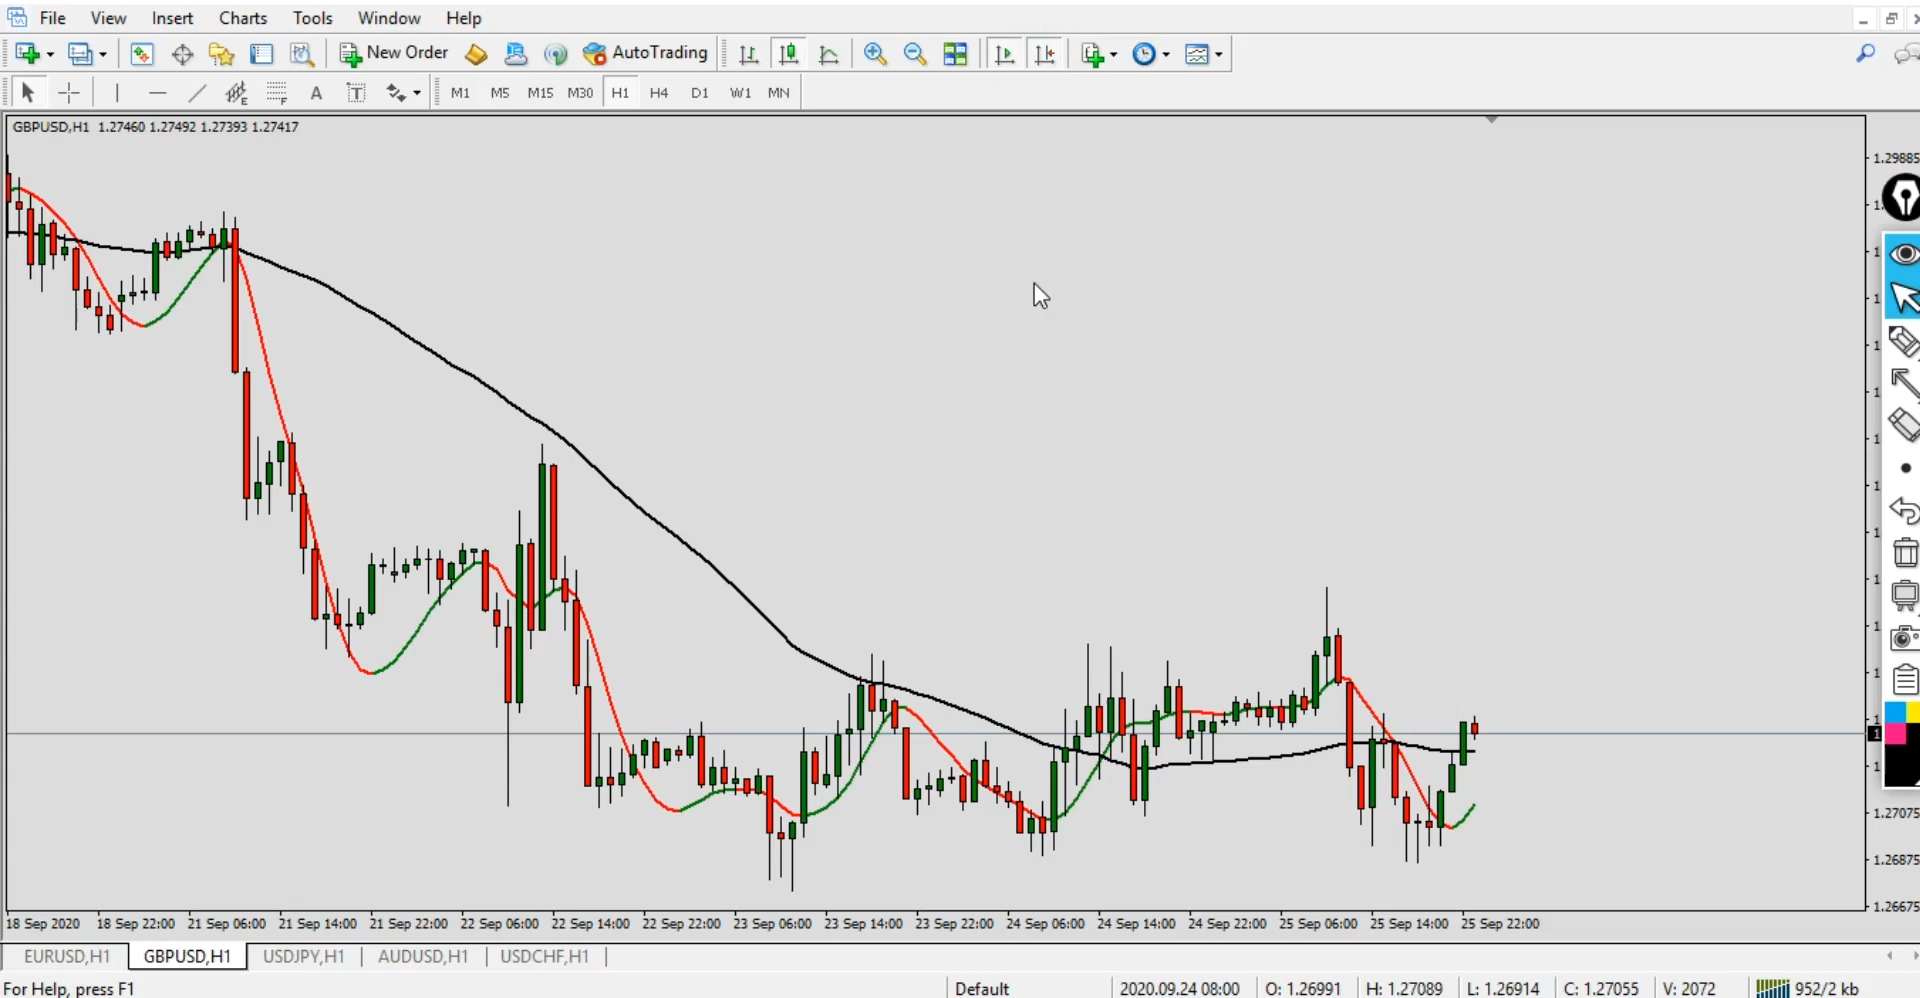 File View Insert Charts Tools Window Help
New Order AutoTrading
E F A T M1 M5 M15 M30 H1 H4 D1 W1 MN
GBPUSD,H1 1.27460 1.27492 1.27393 1.27417
1.29885
1.27075
1.26875
1.26675
18 Sep 2020 18 Sep 22:00 21 Sep 06:00 21 Sep 14:00 21 Sep 22:00 22 Sep 06:00 22 Sep 14:00 22 Sep 22:00 23 Sep 06:00 23 Sep 14:00 23 Sep 22:00 24 Sep 06:00 24 Sep 14:00 24 Sep 22:00 25 Sep 06:00 25 Sep 14:00 25 Sep 22:00
EURUSD,H1 GBPUSD,H1 USDJPY,H1 AUDUSD,H1 USDCHF,H1
For Help, press F1 Default 2020.09.24 08:00 O: 1.26991 H: 1.27089 L: 1.26914 C: 1.27055 V: 2072 952/2 kb